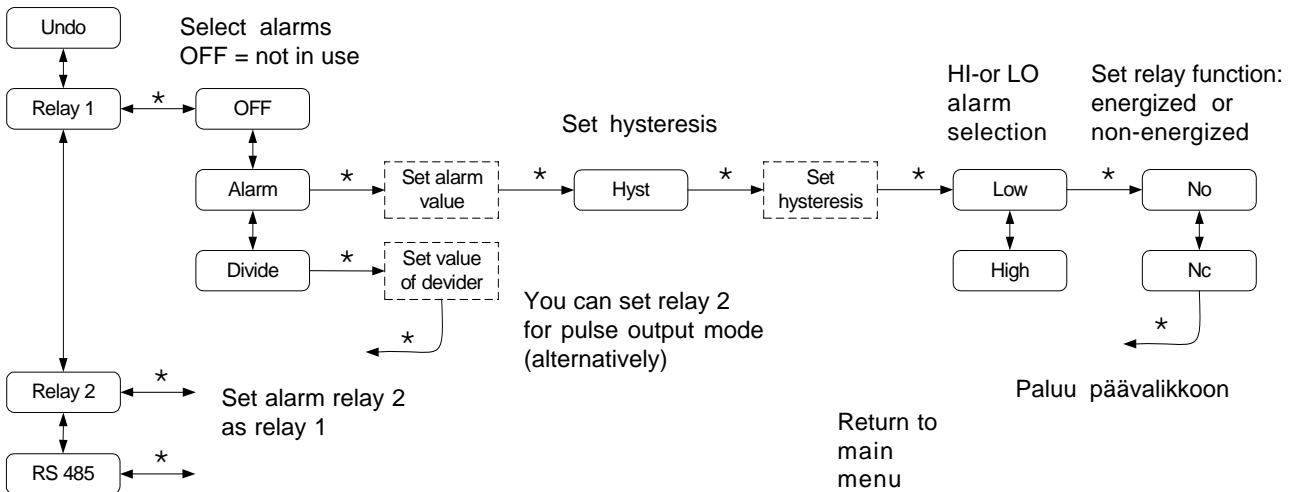 Undo
Select alarms
OFF = not in use
HI-or LO
alarm
selection
Set relay function:
energized or
non-energized
Relay 1
*
OFF
Set hysteresis
Alarm
*
Set alarm
value
*
Hyst
*
Set
hysteresis
*
Low
*
No
Divide
*
Set value
of devider
High
Nc
*
You can set relay 2
for pulse output mode
(alternatively)
*
Relay 2
*
Set alarm relay 2
as relay 1
Paluu päävalikkoon
Return to
main
menu
RS 485
*